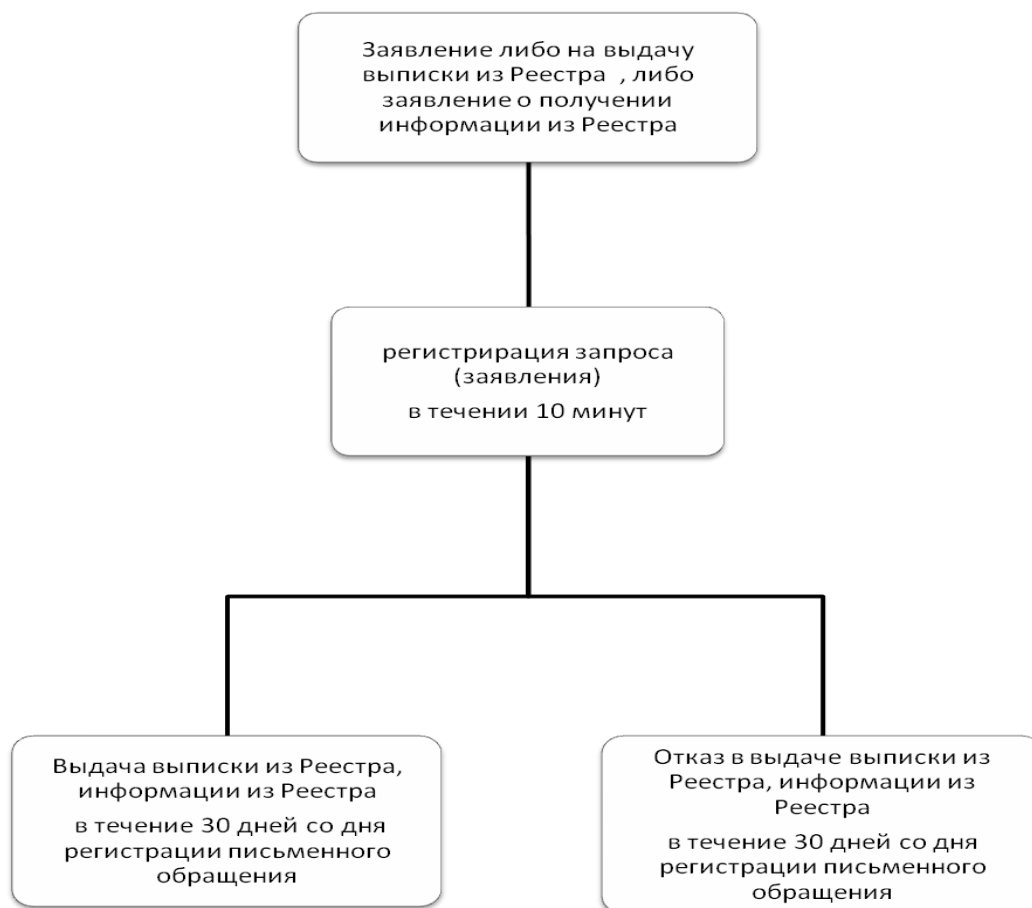 Заявление либо на выдачу
выписки из Реестра , либо
заявление о получении
информации из Реестра
регистрирация запроса
(заявления)
в течении 10 минут
Выдача выписки из Реестра,
информации из Реестра
в течение 30 дней со дня
регистрации письменного
обращения
Отказ в выдаче выписки из
Реестра, информации из
Реестра
в течение 30 дней со дня
регистрации письменного
обращения